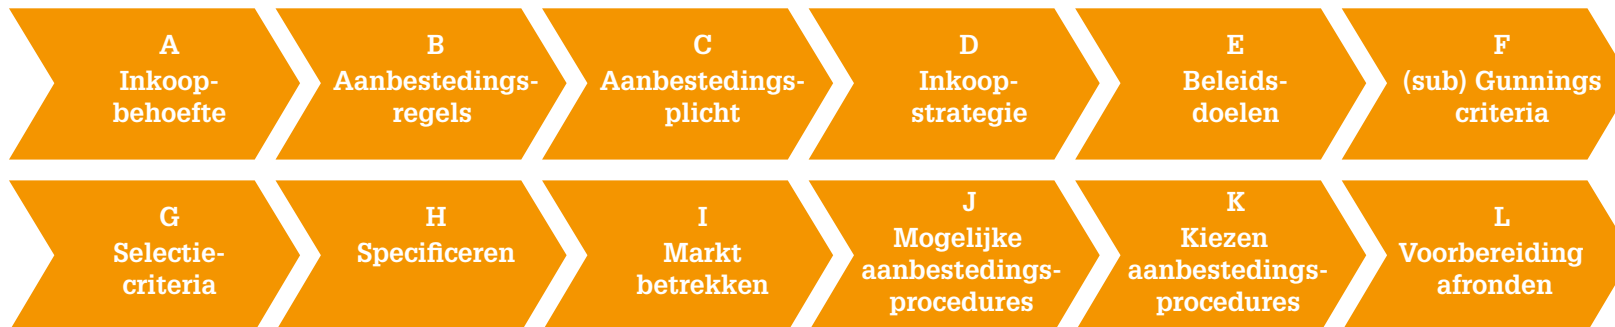 A
Inkoop-
behoefte
B
Aanbestedings-
regels
C
Aanbestedings-
plicht
D
Inkoop-
strategie
E
Beleids-
doelen
F
(sub) Gunnings
criteria
G
Selectie-
criteria
H
Specificeren
I
Markt
betrekken
J
Mogelijke
aanbestedings-
procedures
K
Kiezen
aanbestedings-
procedures
L
Voorbereiding
afronden